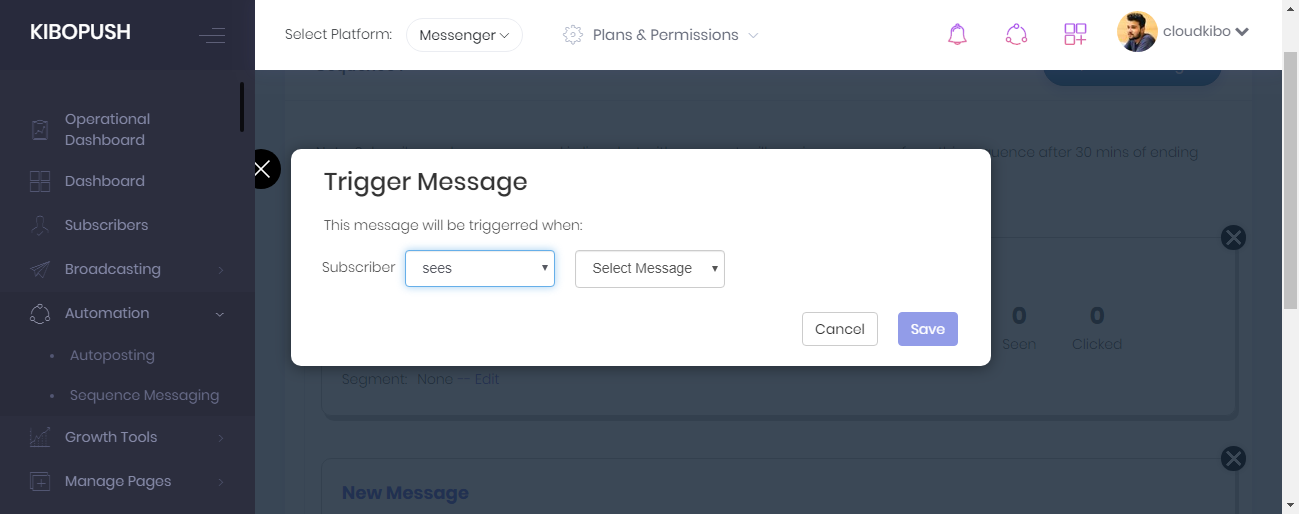 KIBOPUSH
Select Platform: Messenger Plans & Permissions cloudkibo
Operational
Dashboard
Dashboard
Subscribers
Broadcasting
Automation
Autoposting
Sequence Messaging
Growth Tools
Manage Pages
uence after 30 mins of ending
Trigger Message
This message will be triggerred when:
Subscriber sees Select Message
Cancel Save
0 0
Seen Clicked
Segment: None -- Edit
New Message